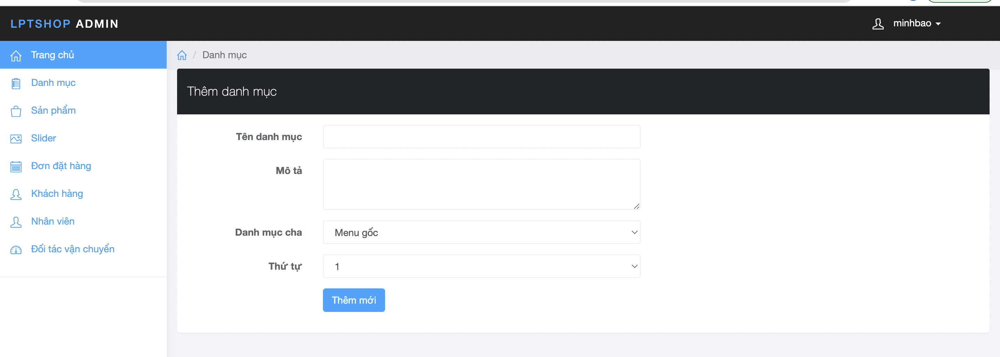 LPTSHOP ADMIN
minhbao
Trang chủ
Danh mục
Sản phẩm
Slider
Đơn đặt hàng
Khách hàng
Nhân viên
Đối tác vận chuyển
/ Danh mục
Thêm danh mục
Tên danh mục
Mô tả
Danh mục cha
Menu gốc
Thứ tự
1
Thêm mới